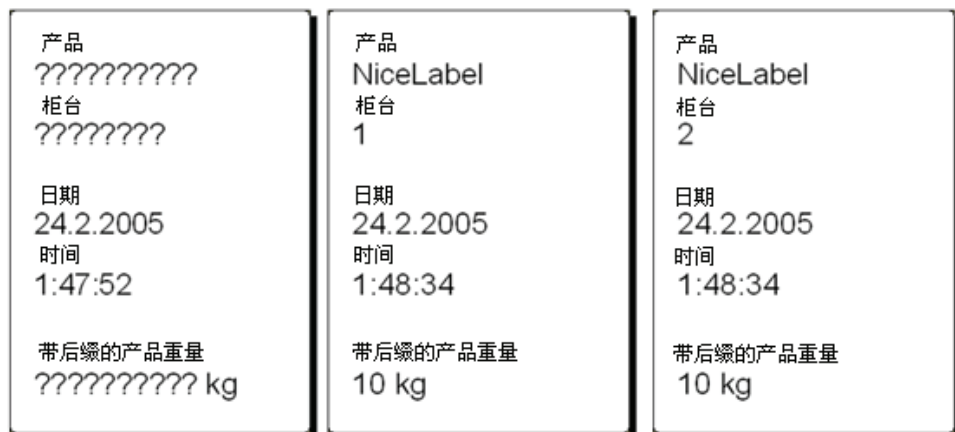 产品
??????????
柜台
????????
日期
24.2.2005
时间
1:47:52
带后缀的产品重量
?????????? kg
产品
NiceLabel
柜台
1
日期
24.2.2005
时间
1:48:34
带后缀的产品重量
10 kg
产品
NiceLabel
柜台
2
日期
24.2.2005
时间
1:48:34
带后缀的产品重量
10 kg